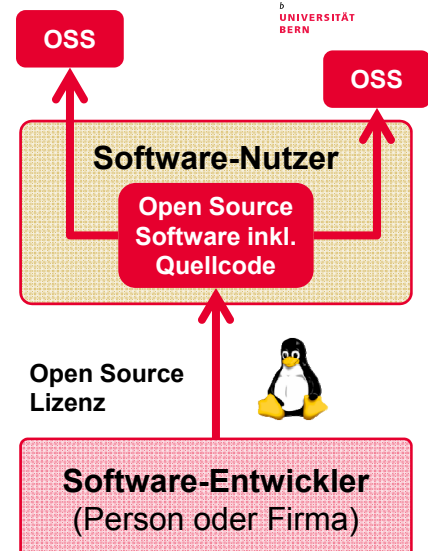 b
UNIVERSITÄT
BERN
OSS
OSS
Software-Nutzer
Open Source
Software inkl.
Quellcode
Open Source
Lizenz
Software-Entwickler
(Person oder Firma)